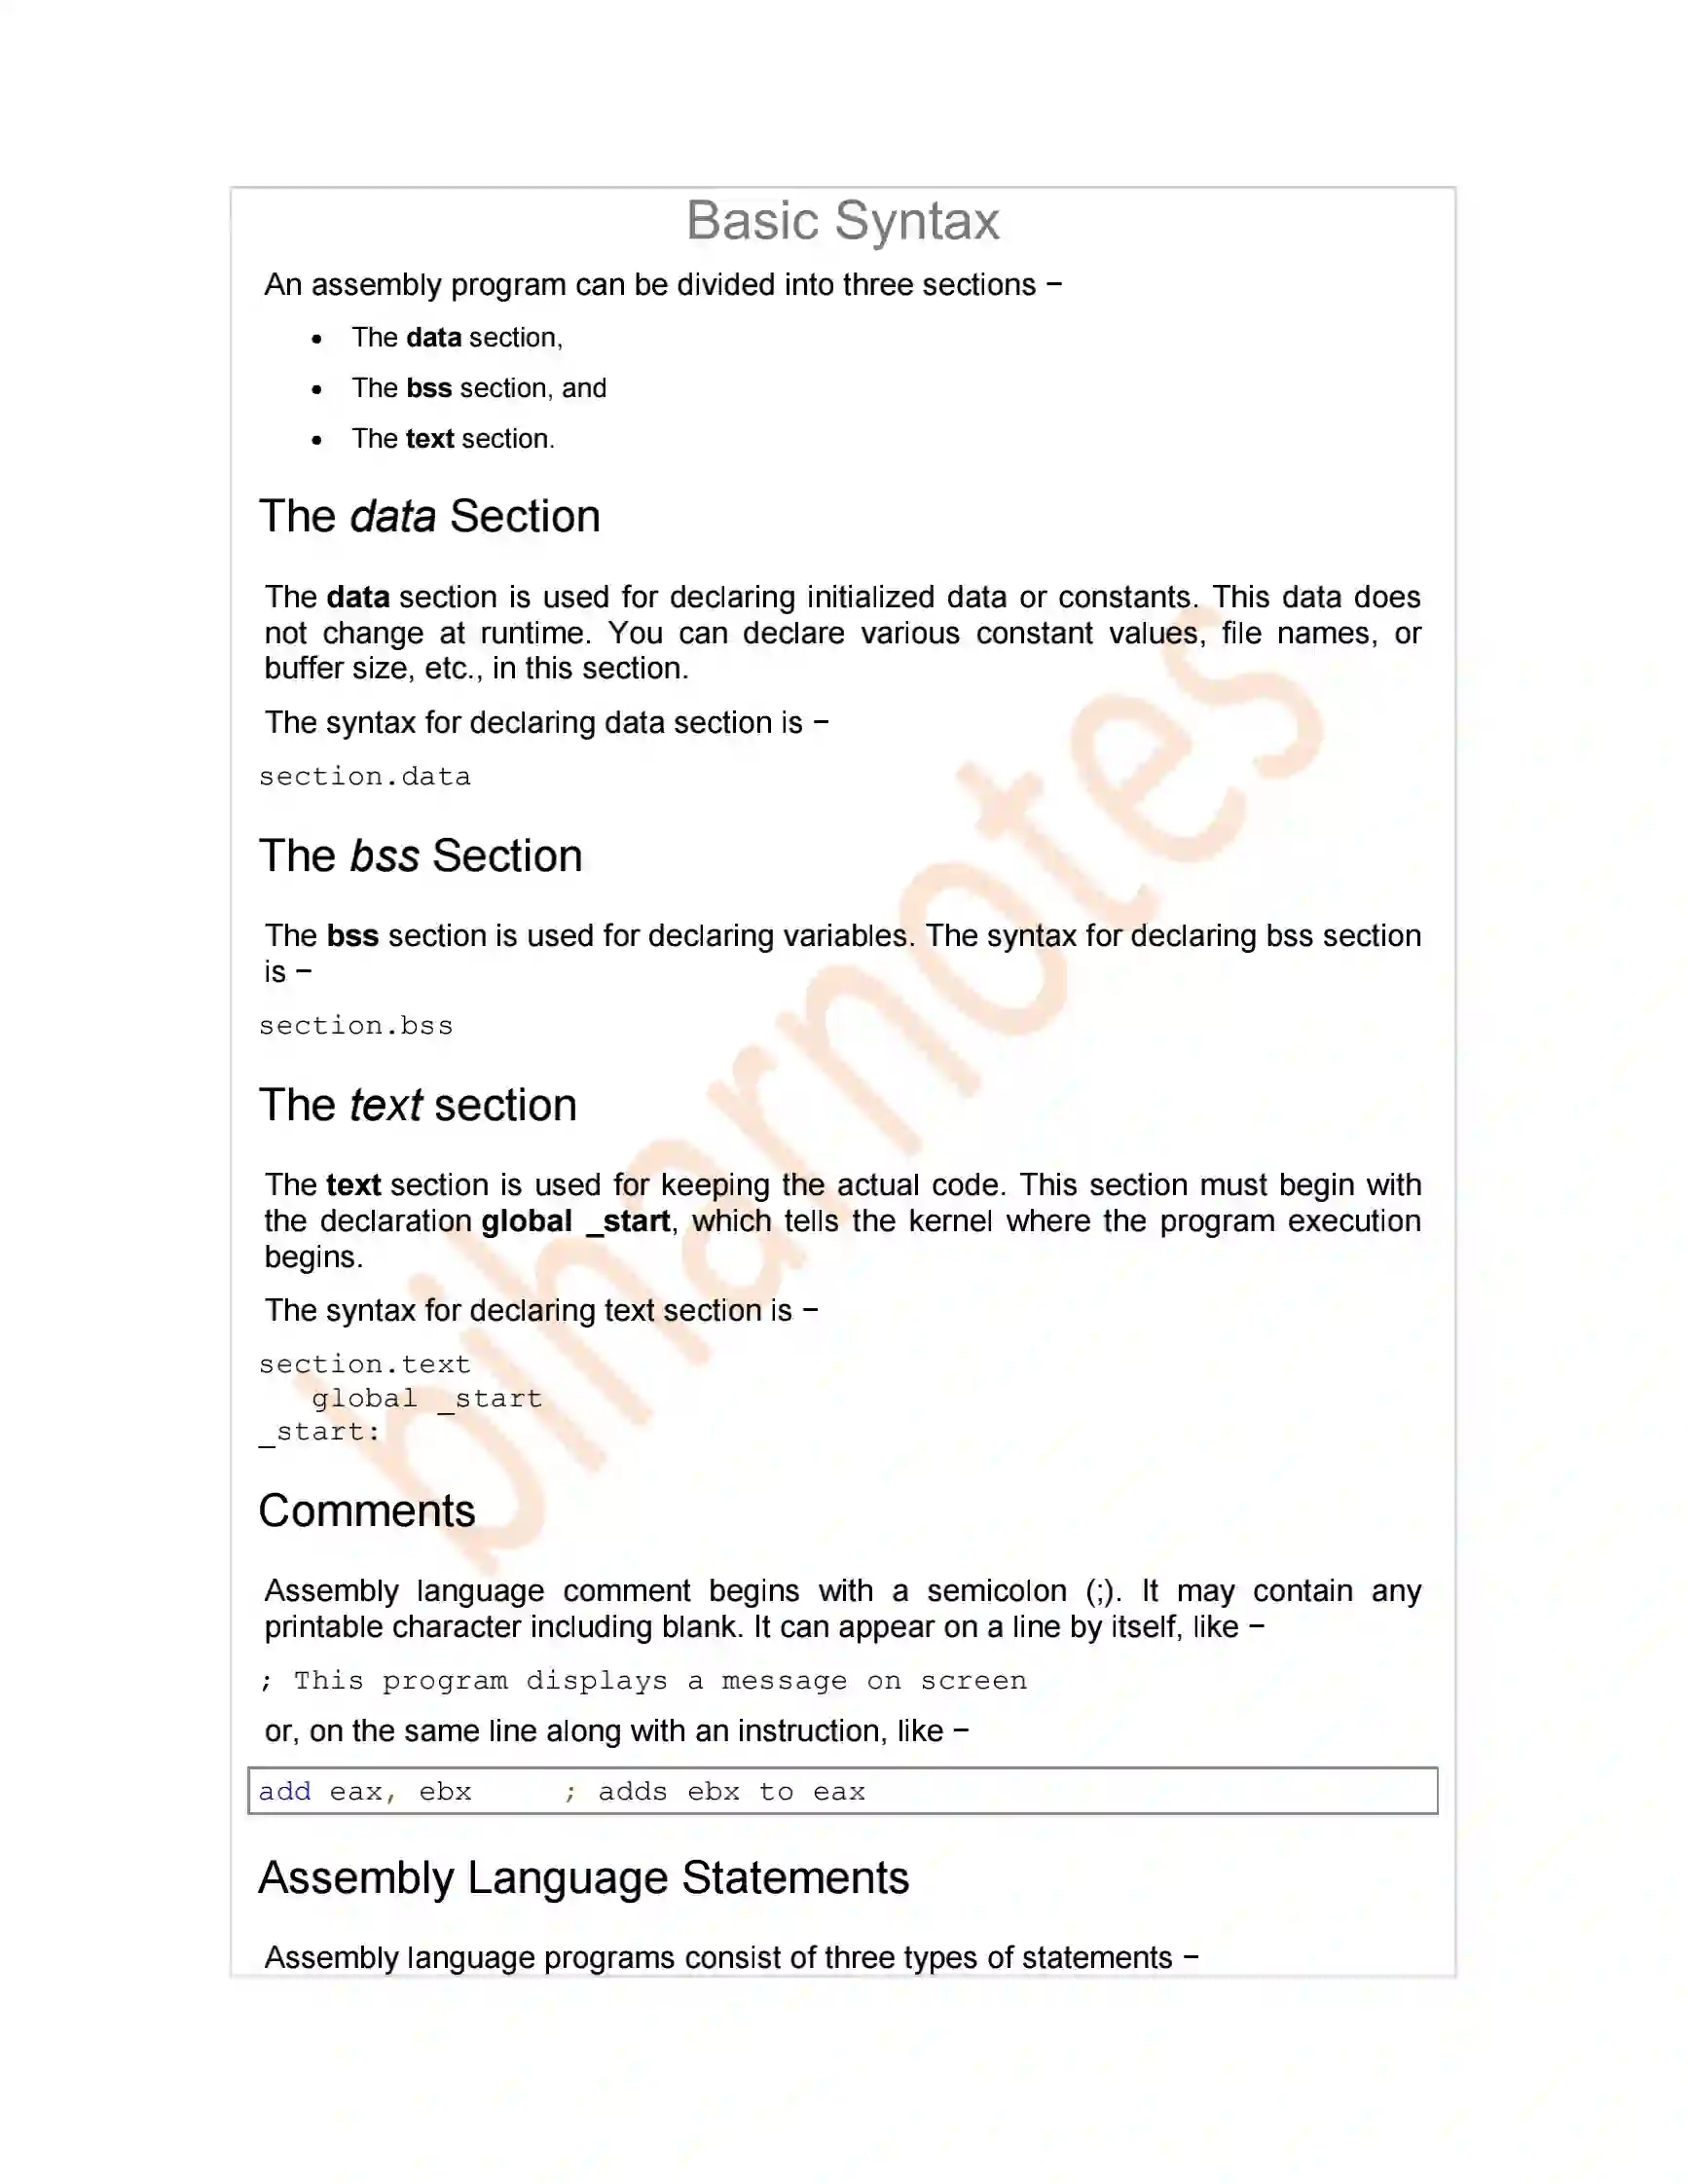 Basic Syntax
An assembly program can be divided into three sections −
• The data section,
• The bss section, and
• The text section.
The data Section
The data section is used for declaring initialized data or constants. This data does
not change at runtime. You can declare various constant values, file names, or
buffer size, etc., in this section.
The syntax for declaring data section is −
section.data
The bss Section
The bss section is used for declaring variables. The syntax for declaring bss section
is −
section.bss
The text section
The text section is used for keeping the actual code. This section must begin with
the declaration global _start, which tells the kernel where the program execution
begins.
The syntax for declaring text section is −
section.text
   global _start
_start:
Comments
Assembly language comment begins with a semicolon (;). It may contain any
printable character including blank. It can appear on a line by itself, like −
; This program displays a message on screen
or, on the same line along with an instruction, like −
add eax, ebx     ; adds ebx to eax
Assembly Language Statements
Assembly language programs consist of three types of statements −
biharnotes